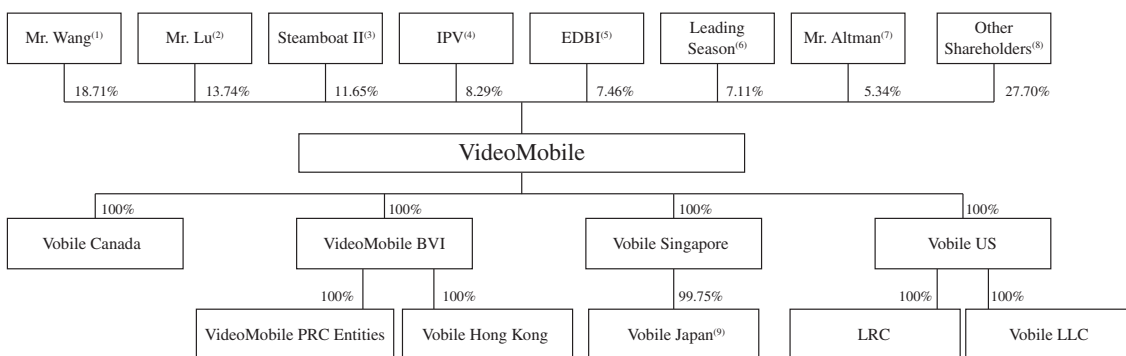 Mr. Wang(1)
Mr. Lu(2)
Steamboat II(3)
IPV(4)
EDBI(5)
Leading
Season(6)
Mr. Altman(7)
Other
Shareholders(8)
18.71%
13.74%
11.65%
8.29%
7.46%
7.11%
5.34%
27.70%
VideoMobile
100%
100%
100%
100%
Vobile Canada
VideoMobile BVI
Vobile Singapore
Vobile US
100%
100%
99.75%
100%
100%
VideoMobile PRC Entities
Vobile Hong Kong
Vobile Japan(9)
LRC
Vobile LLC